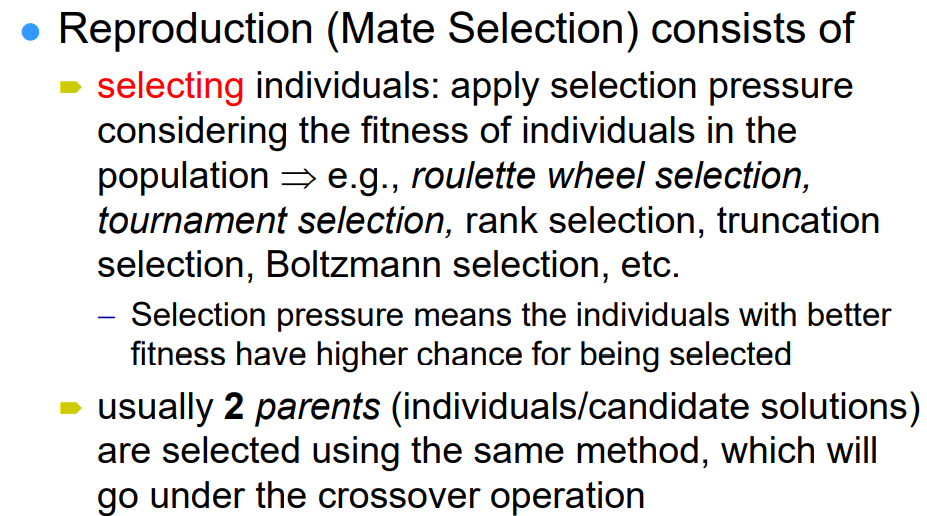 • Reproduction (Mate Selection) consists of
selecting individuals: apply selection pressure
considering the fitness of individuals in the
population ⇒ e.g., roulette wheel selection,
tournament selection, rank selection, truncation
selection, Boltzmann selection, etc.
– Selection pressure means the individuals with better
fitness have higher chance for being selected
usually 2 parents (individuals/candidate solutions)
are selected using the same method, which will
go under the crossover operation